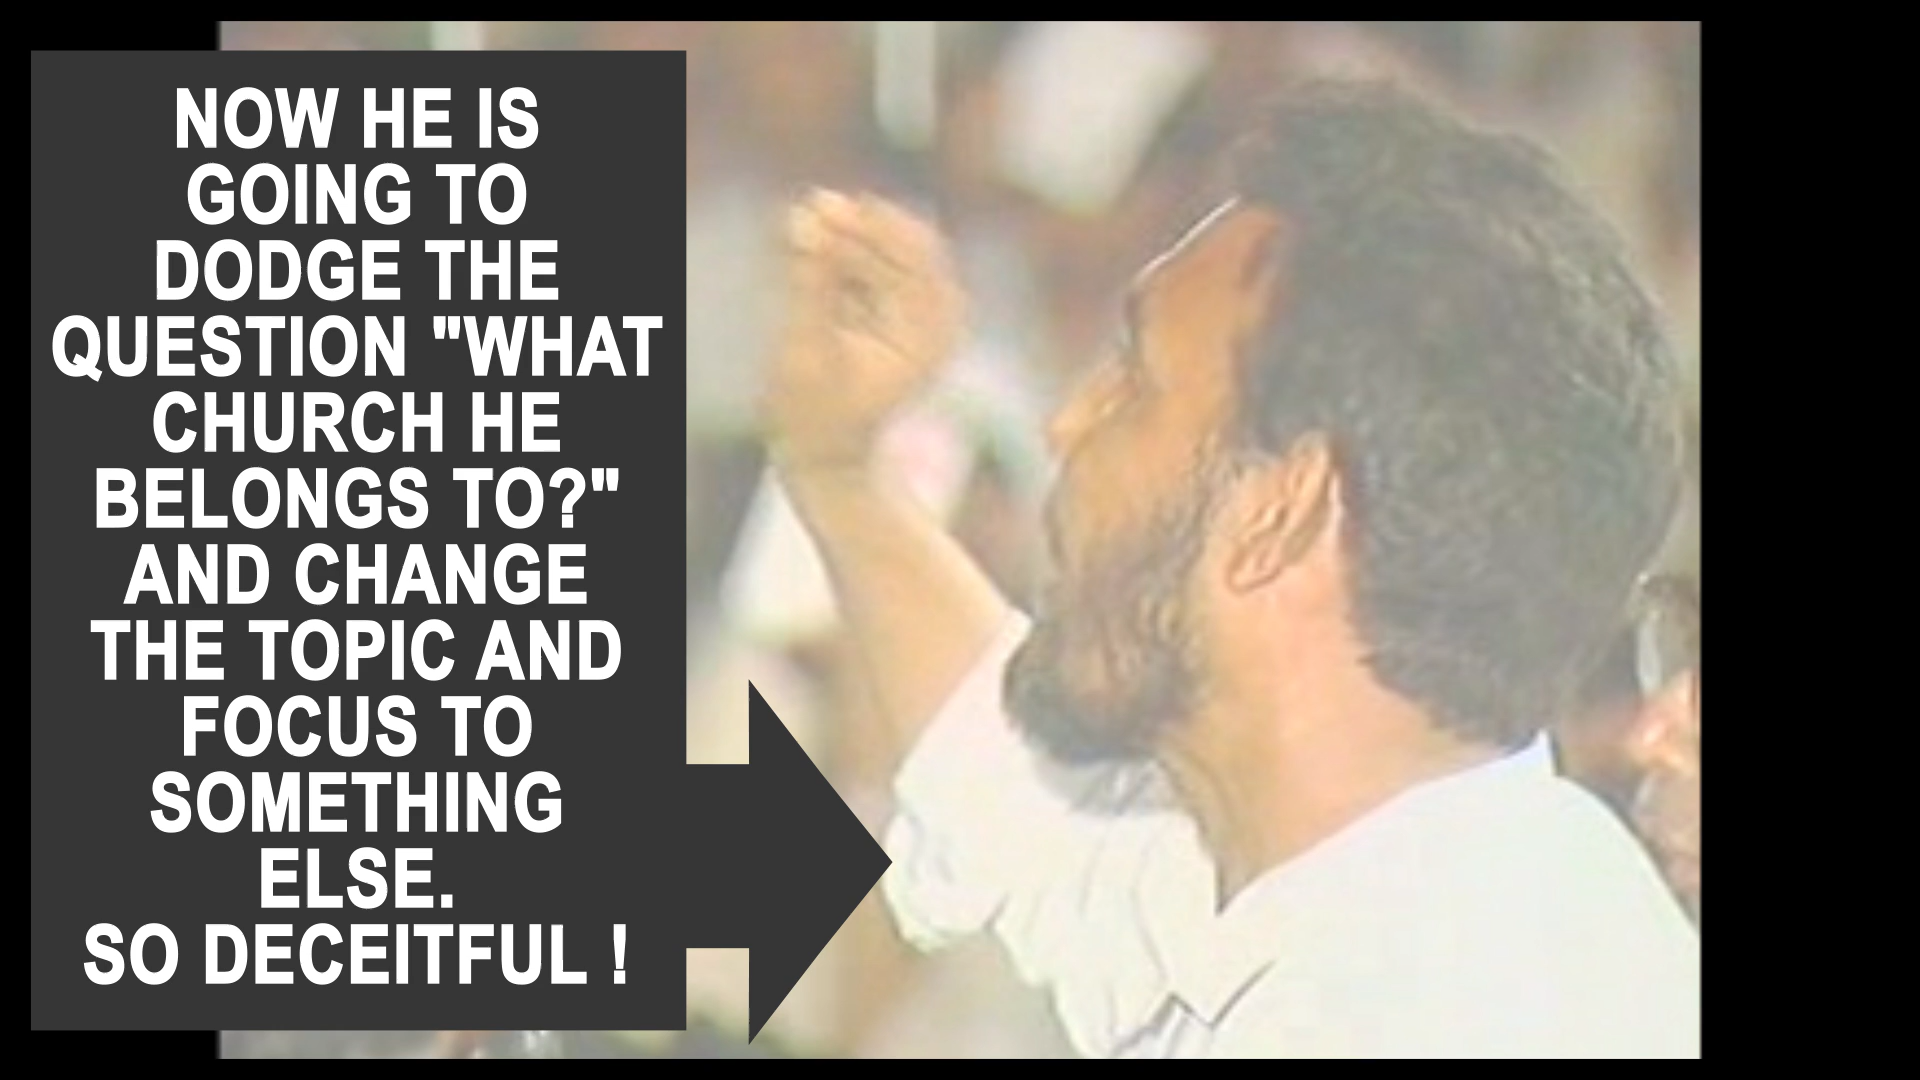 NOW HE IS
GOING TO
DODGE THE
QUESTION "WHAT
CHURCH HE
BELONGS TO?"
AND CHANGE
THE TOPIC AND
FOCUS TO
SOMETHING
ELSE.
SO DECEITFUL !